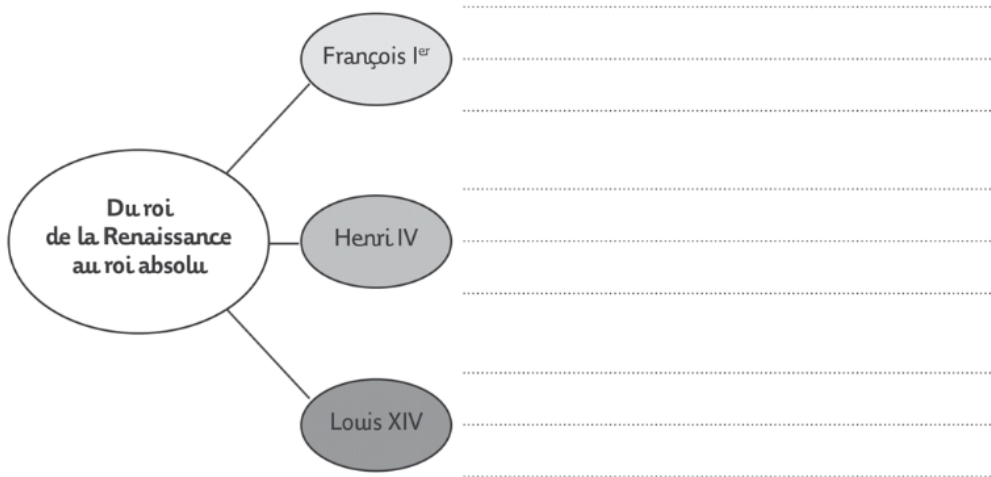 François Iᵉʳ
Du roi
de la Renaissance
au roi absolu
Henri IV
Louis XIV